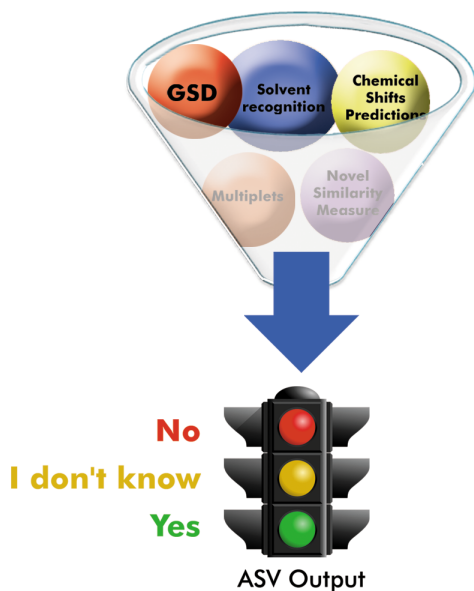 GSD
Solvent
recognition
Chemical
Shifts
Predictions
Multiplets
Novel
Similarity
Measure
No
I don't know
Yes
ASV Output